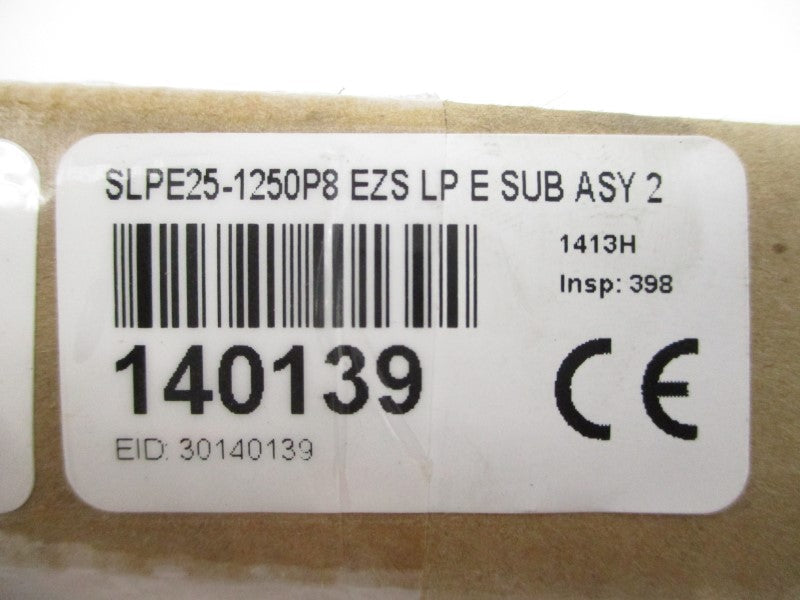 SLPE25-1250P8 EZS LP E SUB ASY 2
1413H
Insp: 398
140139
CE
EID: 30140139